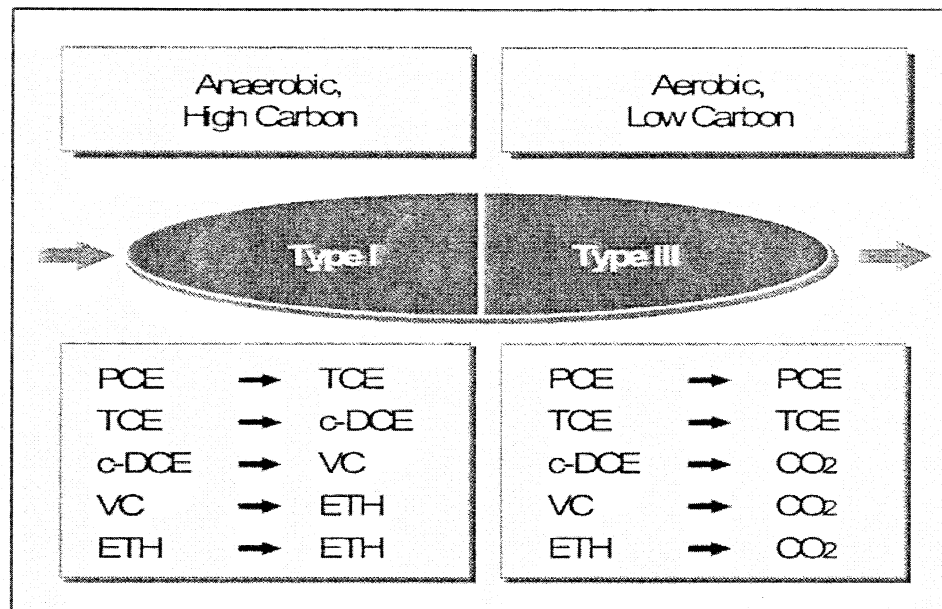 Anaerobic,
High Carbon
Aerobic,
Low Carbon
Type I
Type III
PCE → TCE
TCE → c-DCE
c-DCE → VC
VC → ETH
ETH → ETH
PCE → PCE
TCE → TCE
c-DCE → CO₂
VC → CO₂
ETH → CO₂